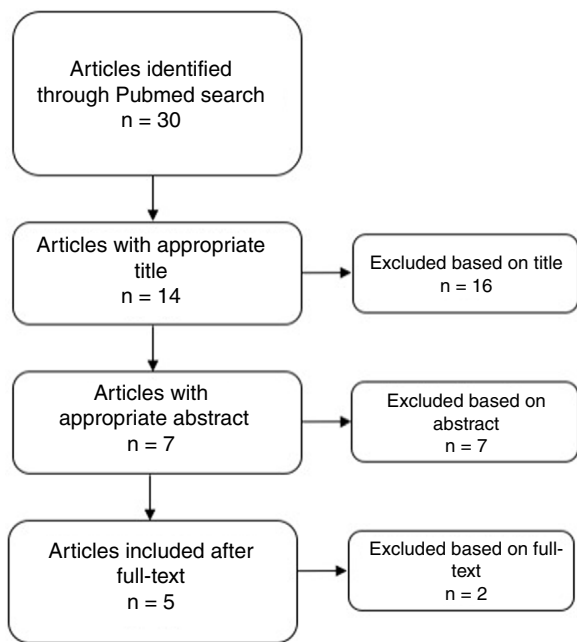 Articles identified
through Pubmed search
n = 30
Articles with appropriate
title
n = 14
Excluded based on title
n = 16
Articles with
appropriate abstract
n = 7
Excluded based on
abstract
n = 7
Articles included after
full-text
n = 5
Excluded based on full-
text
n = 2